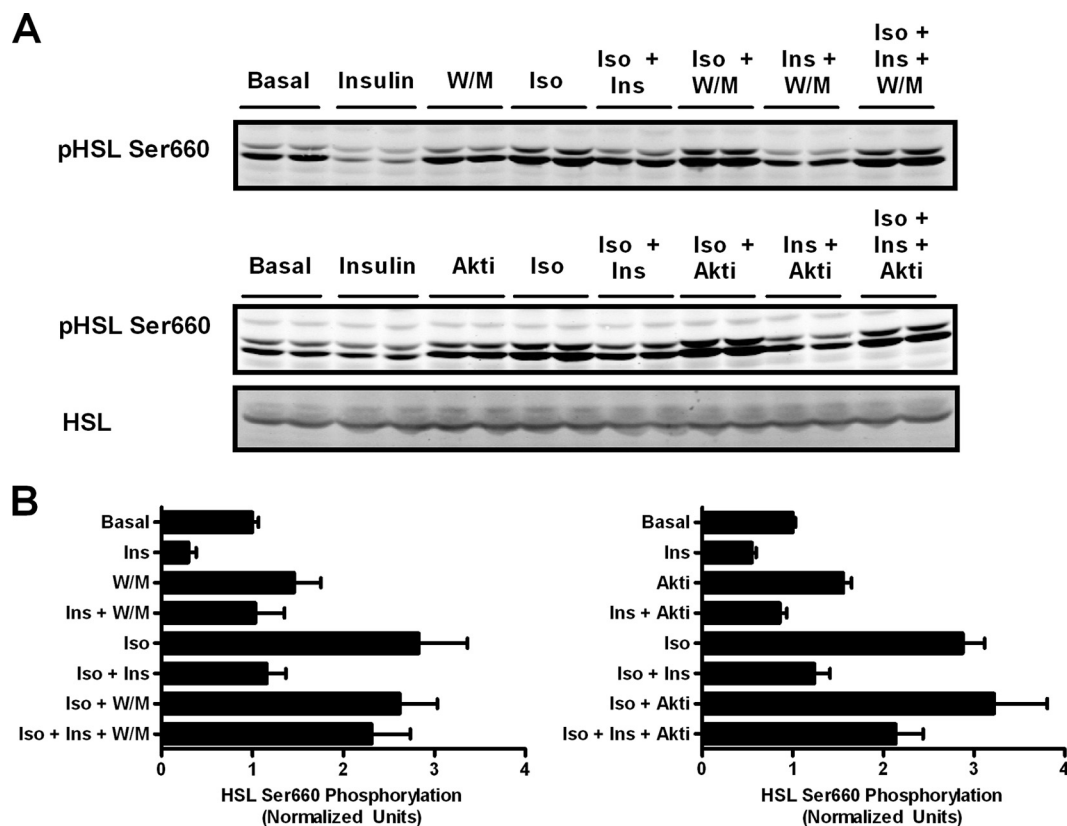 A
Iso +
Iso + Iso + Ins + Ins +
Basal Insulin W/M Iso Ins W/M W/M W/M
pHSL Ser660
Iso +
Iso + Iso + Ins + Ins +
Basal Insulin Akti Iso Ins Akti Akti Akti
pHSL Ser660
HSL
B
Basal
Ins
W/M
Ins + W/M
Iso
Iso + Ins
Iso + W/M
Iso + Ins + W/M
0 1 2 3 4
HSL Ser660 Phosphorylation
(Normalized Units)
Basal
Ins
Akti
Ins + Akti
Iso
Iso + Ins
Iso + Akti
Iso + Ins + Akti
0 1 2 3 4
HSL Ser660 Phosphorylation
(Normalized Units)